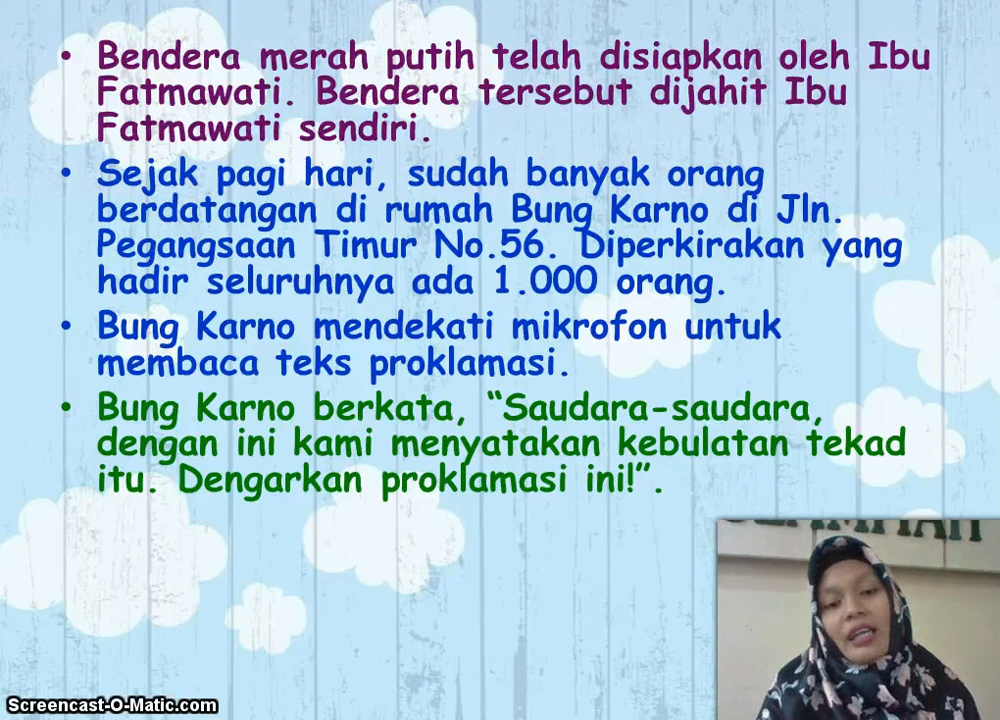 • Bendera merah putih telah disiapkan oleh Ibu
Fatmawati. Bendera tersebut dijahit Ibu
Fatmawati sendiri.
• Sejak pagi hari, sudah banyak orang
berdatangan di rumah Bung Karno di Jln.
Pegangsaan Timur No.56. Diperkirakan yang
hadir seluruhnya ada 1.000 orang.
• Bung Karno mendekati mikrofon untuk
membaca teks proklamasi.
• Bung Karno berkata, “Saudara-saudara,
dengan ini kami menyatakan kebulatan tekad
itu. Dengarkan proklamasi ini!”.
Screencast-O-Matic.com